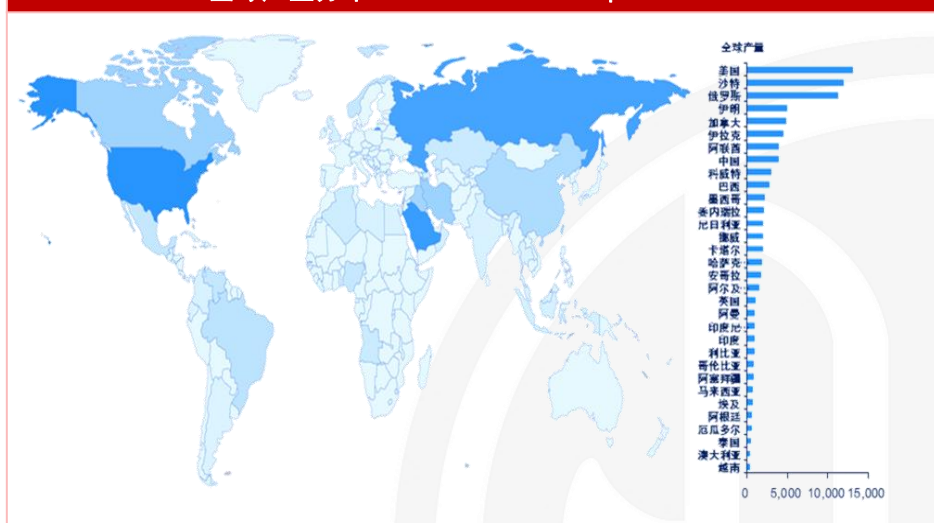 全球产量
美国
沙特
俄罗斯
伊朗
加拿大
伊拉克
阿联酋
中国
科威特
巴西
墨西哥
委内瑞拉
尼日利亚
挪威
卡塔尔
哈萨克
安哥拉
阿尔及
英国
阿曼
印度尼
印度
利比亚
哥伦比亚
阿塞拜疆
马来西亚
埃及
阿根廷
厄瓜多尔
泰国
澳大利亚
越南
0 5,000 10,000 15,000